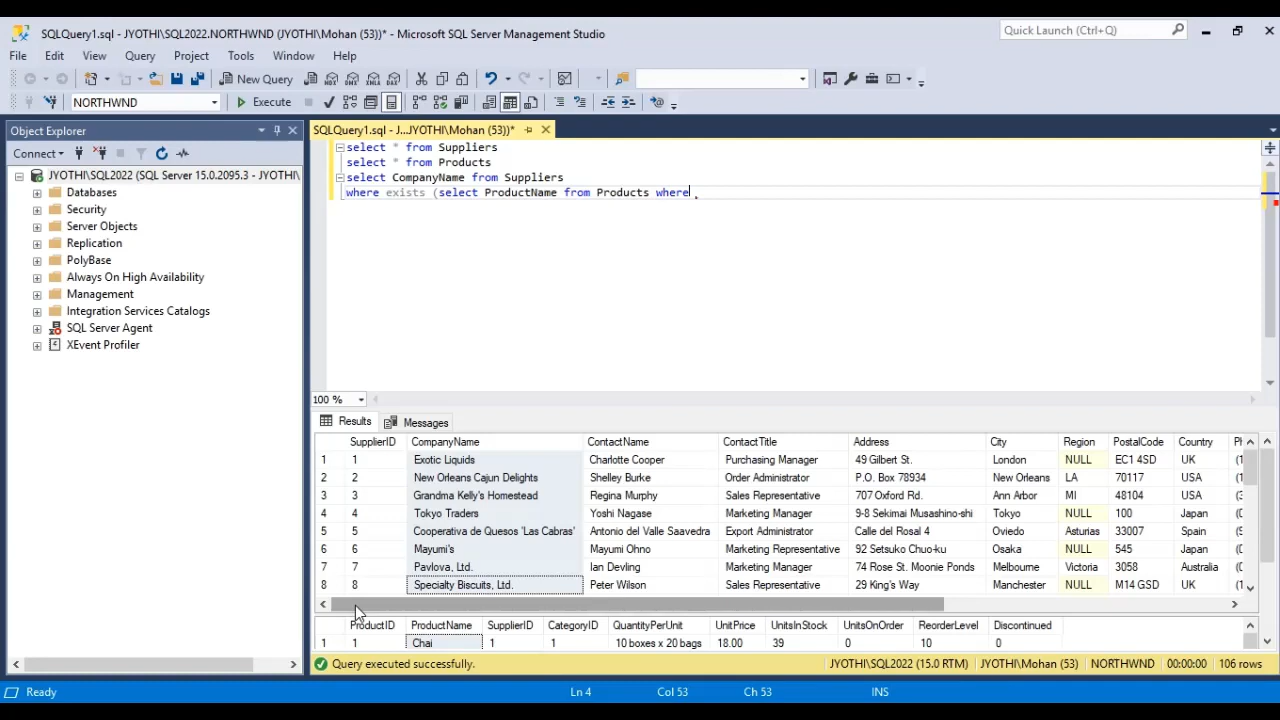 SQLQuery1.sql - JYOTHI\SQL2022.NORTHWND (JYOTHI\Mohan (53))* - Microsoft SQL Server Management Studio
Quick Launch (Ctrl+Q)
File Edit View Query Project Tools Window Help
New Query
NORTHWND Execute
Object Explorer
SQLQuery1.sql - J...JYOTHI\Mohan (53))*
Connect
JYOTHI\SQL2022 (SQL Server 15.0.2095.3 - JYOTHI\
Databases
Security
Server Objects
Replication
PolyBase
Always On High Availability
Management
Integration Services Catalogs
SQL Server Agent
XEvent Profiler
select * from Suppliers
select * from Products
select CompanyName from Suppliers
where exists (select ProductName from Products where
100 %
Results Messages
SupplierID CompanyName ContactName ContactTitle Address City Region PostalCode Country
1 1 Exotic Liquids Charlotte Cooper Purchasing Manager 49 Gilbert St. London NULL EC1 4SD UK (1
2 2 New Orleans Cajun Delights Shelley Burke Order Administrator P.O. Box 78934 New Orleans LA 70117 USA (1
3 3 Grandma Kelly's Homestead Regina Murphy Sales Representative 707 Oxford Rd. Ann Arbor MI 48104 USA (3
4 4 Tokyo Traders Yoshi Nagase Marketing Manager 9-8 Sekimai Musashino-shi Tokyo NULL 100 Japan (0
5 5 Cooperativa de Quesos 'Las Cabras' Antonio del Valle Saavedra Export Administrator Calle del Rosal 4 Oviedo Asturias 33007 Spain (9
6 6 Mayumi's Mayumi Ohno Marketing Representative 92 Setsuko Chuo-ku Osaka NULL 545 Japan (0
7 7 Pavlova, Ltd. Ian Devling Marketing Manager 74 Rose St. Moonie Ponds Melbourne Victoria 3058 Australia (0
8 8 Specialty Biscuits, Ltd. Peter Wilson Sales Representative 29 King's Way Manchester NULL M14 GSD UK (1
ProductID ProductName SupplierID CategoryID QuantityPerUnit UnitPrice UnitsInStock UnitsOnOrder ReorderLevel Discontinued
1 1 Chai 1 1 10 boxes x 20 bags 18.00 39 0 10 0
Query executed successfully. JYOTHI\SQL2022 (15.0 RTM) JYOTHI\Mohan (53) NORTHWND 00:00:00 106 rows
Ready Ln 4 Col 53 Ch 53 INS